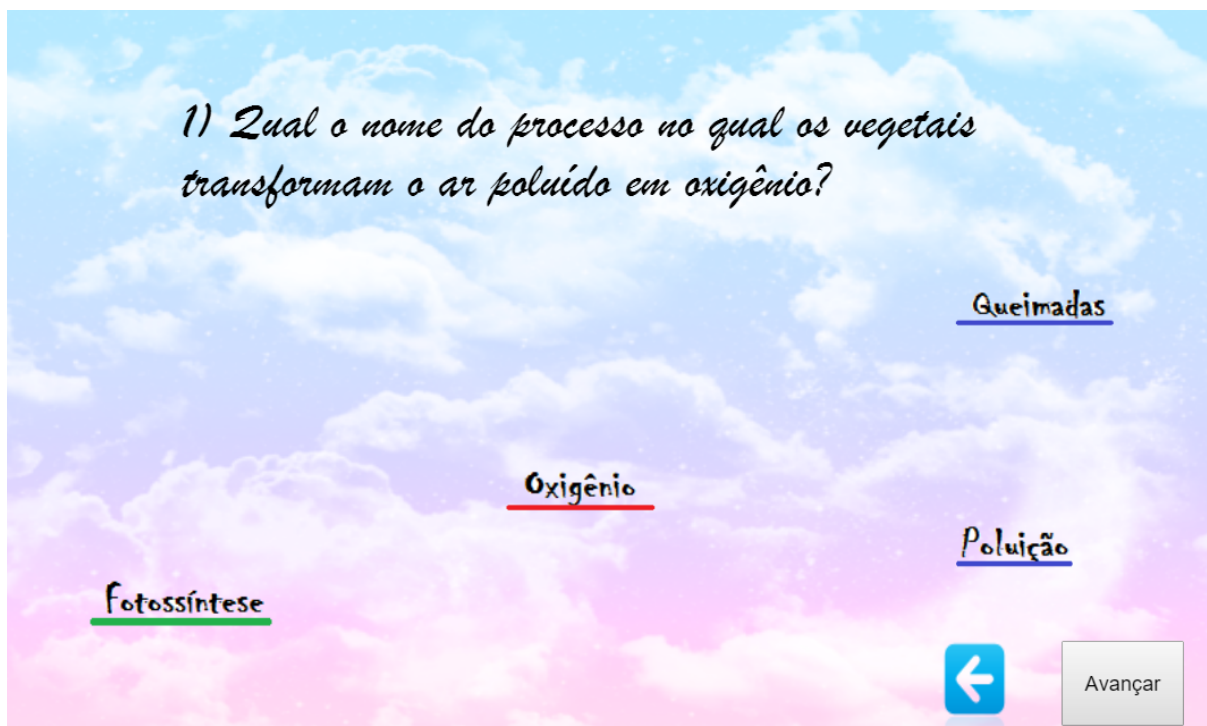 1) Qual o nome do processo no qual os vegetais
transformam o ar poluído em oxigênio?
Queimadas
Oxigênio
Poluição
Fotossíntese
Avançar